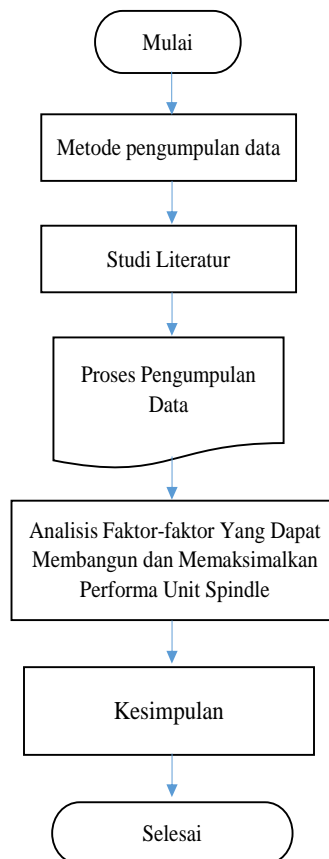 Mulai
Metode pengumpulan data
Studi Literatur
Proses Pengumpulan
Data
Analisis Faktor-faktor Yang Dapat
Membangun dan Memaksimalkan
Performa Unit Spindle
Kesimpulan
Selesai